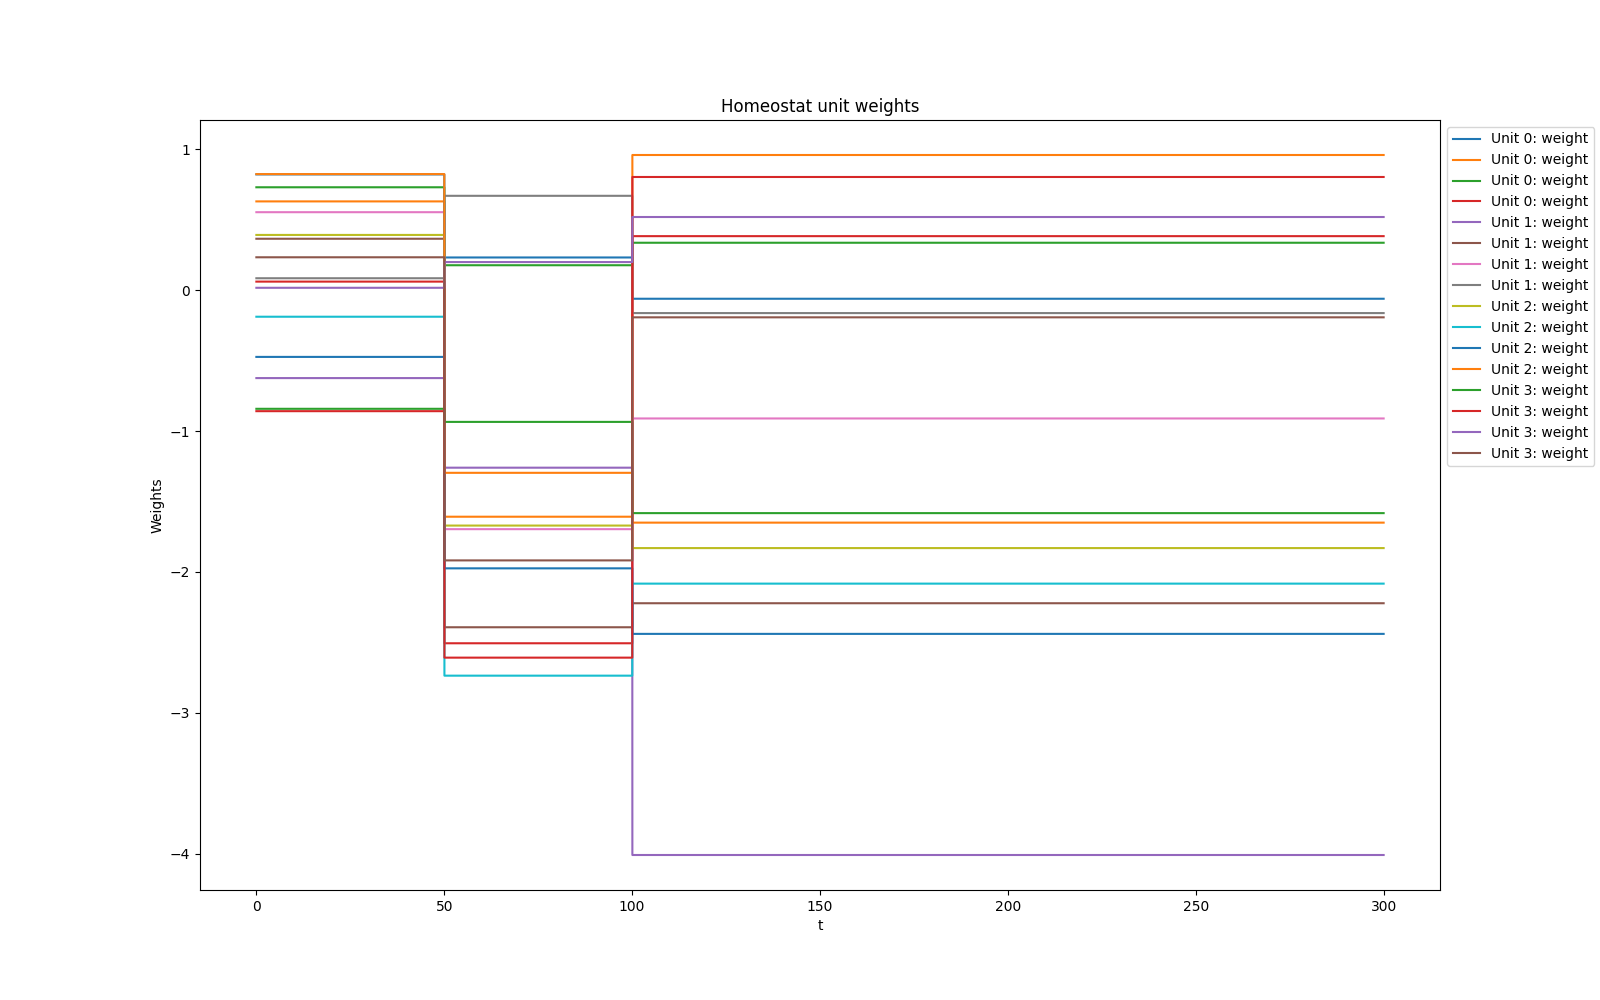 Homeostat unit weights
1
0
−1
−2
−3
−4
Weights
0
50
100
150
200
250
300
t
Unit 0: weight
Unit 0: weight
Unit 0: weight
Unit 0: weight
Unit 1: weight
Unit 1: weight
Unit 1: weight
Unit 1: weight
Unit 2: weight
Unit 2: weight
Unit 2: weight
Unit 2: weight
Unit 3: weight
Unit 3: weight
Unit 3: weight
Unit 3: weight